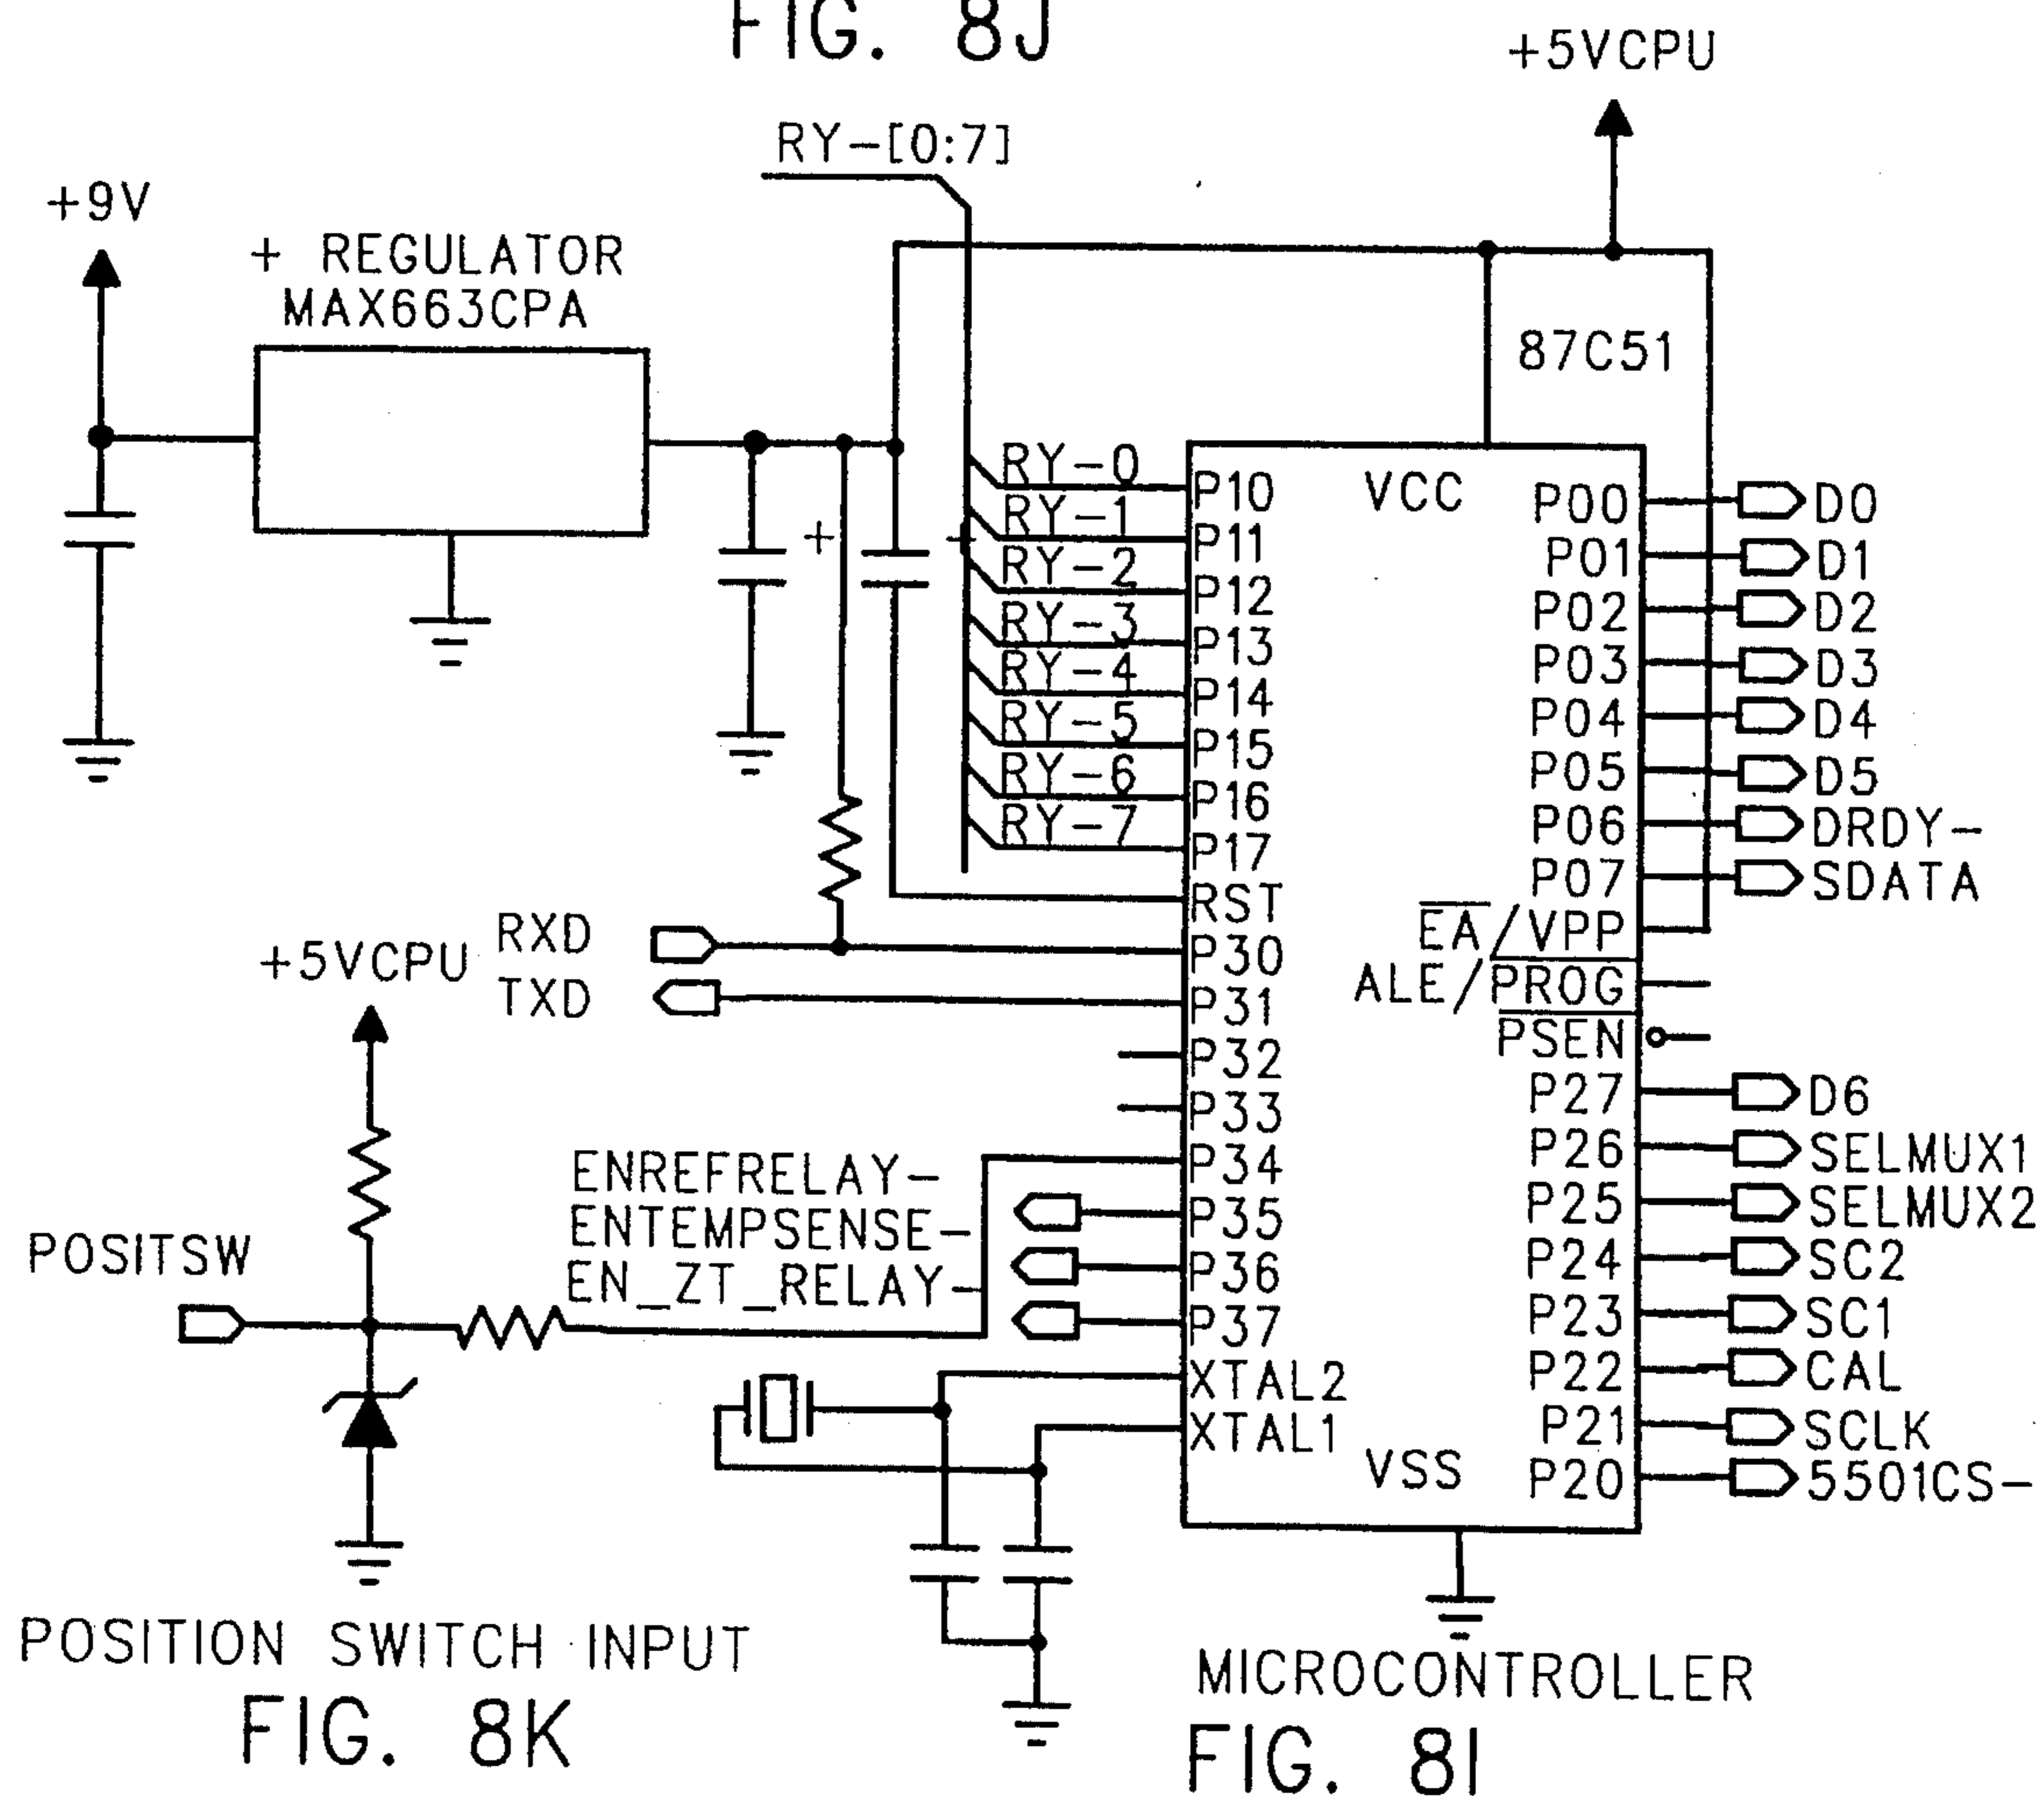 FIG. 8J
+5VCPU
RY-[0:7]
+9V
+ REGULATOR
MAX663CPA
87C51
RY-0
RY-1
RY-2
RY-3
RY-4
RY-5
RY-6
RY-7
+
+
P10
P11
P12
P13
P14
P15
P16
P17
RST
P30
P31
P32
P33
P34
P35
P36
P37
XTAL2
XTAL1
VCC
VSS
P00
P01
P02
P03
P04
P05
P06
P07
EA/VPP
ALE/PROG
PSEN
P27
P26
P25
P24
P23
P22
P21
P20
D0
D1
D2
D3
D4
D5
DRDY-
SDATA
D6
SELMUX1
SELMUX2
SC2
SC1
CAL
SCLK
5501CS-
RXD
TXD
+5VCPU
ENREFRELAY-
ENTEMPSENSE-
EN_ZT_RELAY-
POSITSW
POSITION SWITCH INPUT
FIG. 8K
MICROCONTROLLER
FIG. 8I